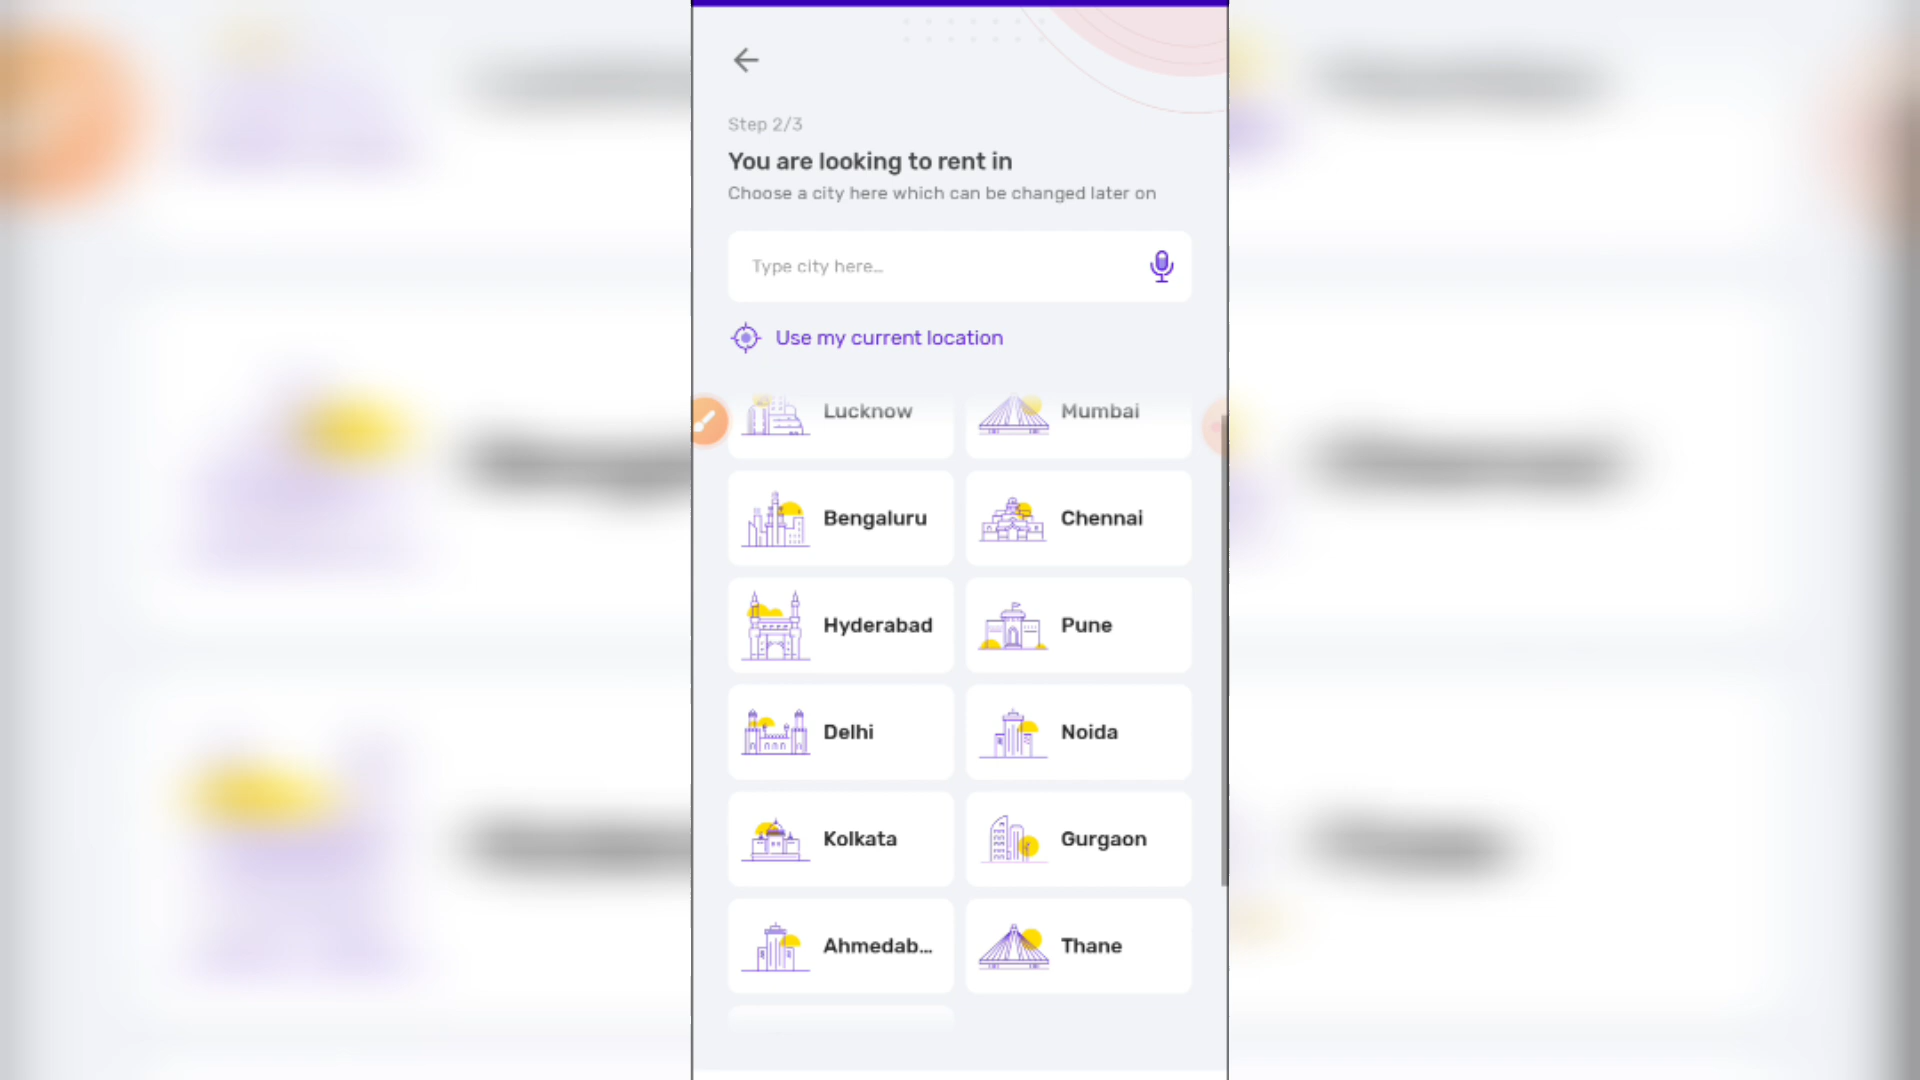 Step 2/3
You are looking to rent in
Choose a city here which can be changed later on
Type city here...
Use my current location
Lucknow
Mumbai
Bengaluru
Chennai
Hyderabad
Pune
Delhi
Noida
Kolkata
Gurgaon
Ahmedab...
Thane